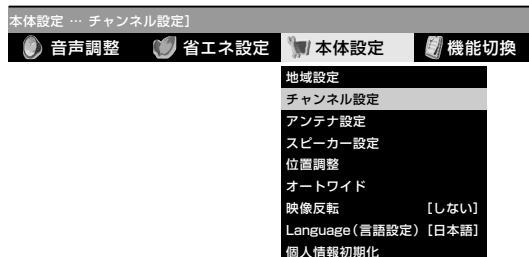 本体設定 … チャンネル設定]
音声調整 省エネ設定 本体設定 機能切換
地域設定
チャンネル設定
アンテナ設定
スピーカー設定
位置調整
オートワイド
映像反転 [しない]
Language(言語設定) [日本語]
個人情報初期化